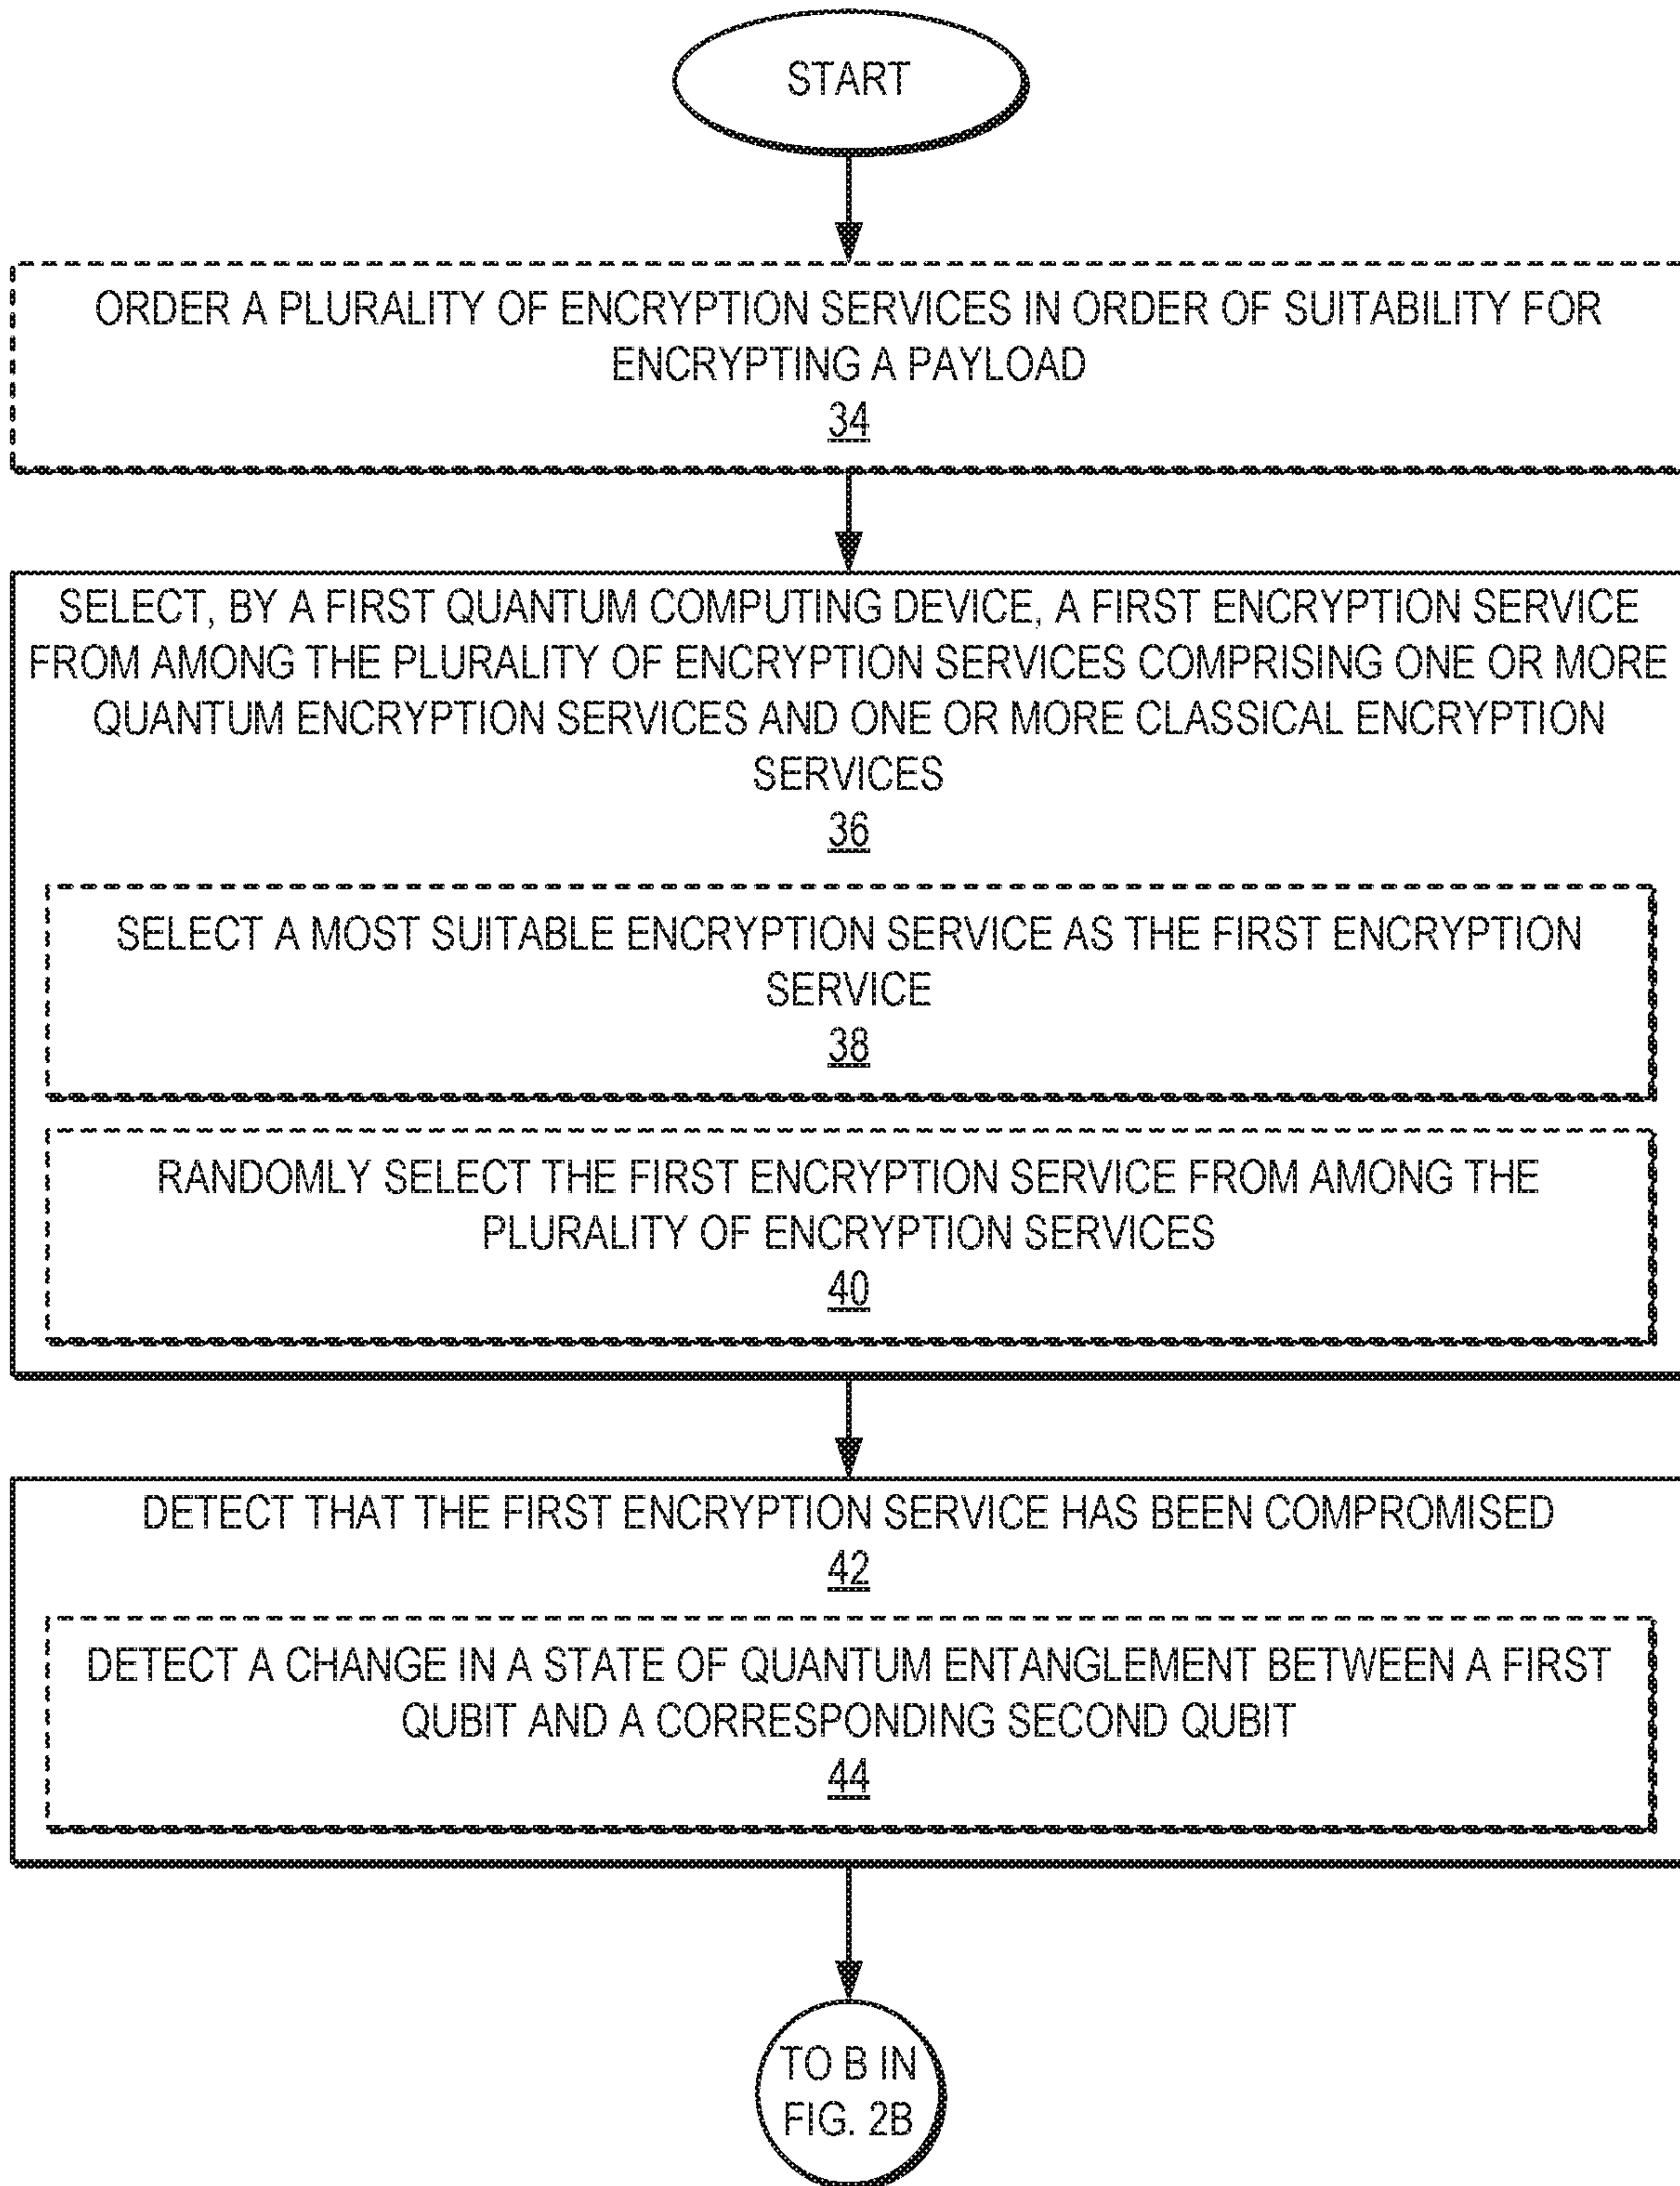 START
ORDER A PLURALITY OF ENCRYPTION SERVICES IN ORDER OF SUITABILITY FOR
ENCRYPTING A PAYLOAD
34
SELECT, BY A FIRST QUANTUM COMPUTING DEVICE, A FIRST ENCRYPTION SERVICE
FROM AMONG THE PLURALITY OF ENCRYPTION SERVICES COMPRISING ONE OR MORE
QUANTUM ENCRYPTION SERVICES AND ONE OR MORE CLASSICAL ENCRYPTION
SERVICES
36
SELECT A MOST SUITABLE ENCRYPTION SERVICE AS THE FIRST ENCRYPTION
SERVICE
38
RANDOMLY SELECT THE FIRST ENCRYPTION SERVICE FROM AMONG THE
PLURALITY OF ENCRYPTION SERVICES
40
DETECT THAT THE FIRST ENCRYPTION SERVICE HAS BEEN COMPROMISED
42
DETECT A CHANGE IN A STATE OF QUANTUM ENTANGLEMENT BETWEEN A FIRST
QUBIT AND A CORRESPONDING SECOND QUBIT
44
TO B IN
FIG. 2B